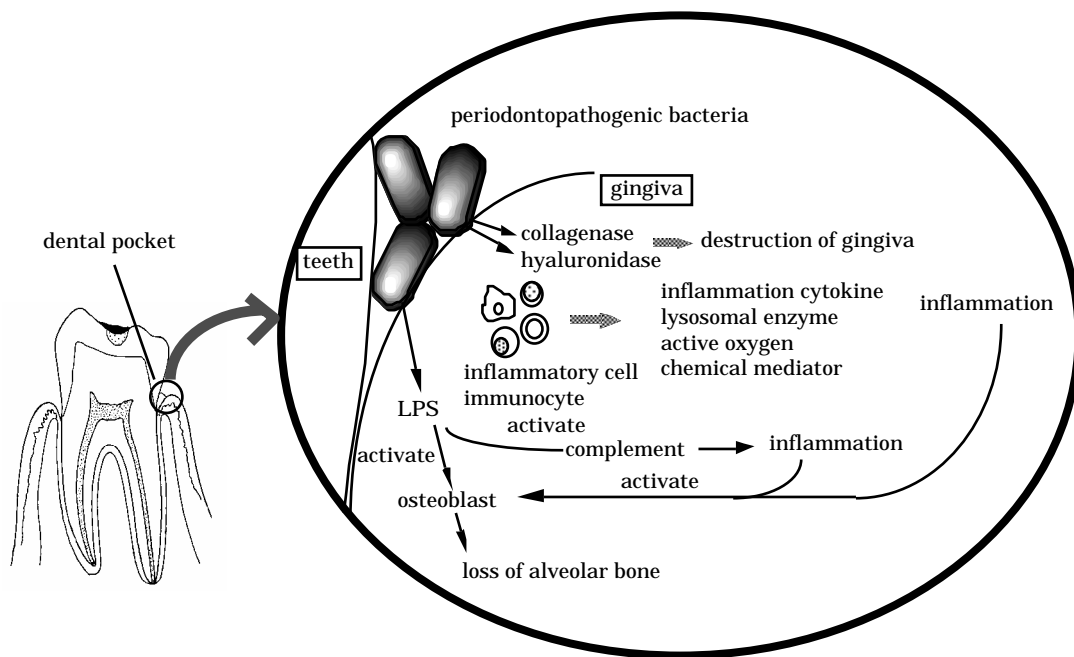 periodontopathogenic bacteria
gingiva
dental pocket
teeth
collagenase
hyaluronidase
destruction of gingiva
inflammation cytokine
lysosomal enzyme
active oxygen
chemical mediator
inflammation
inflammatory cell
immunocyte
activate
LPS
complement
inflammation
activate
activate
osteoblast
loss of alveolar bone